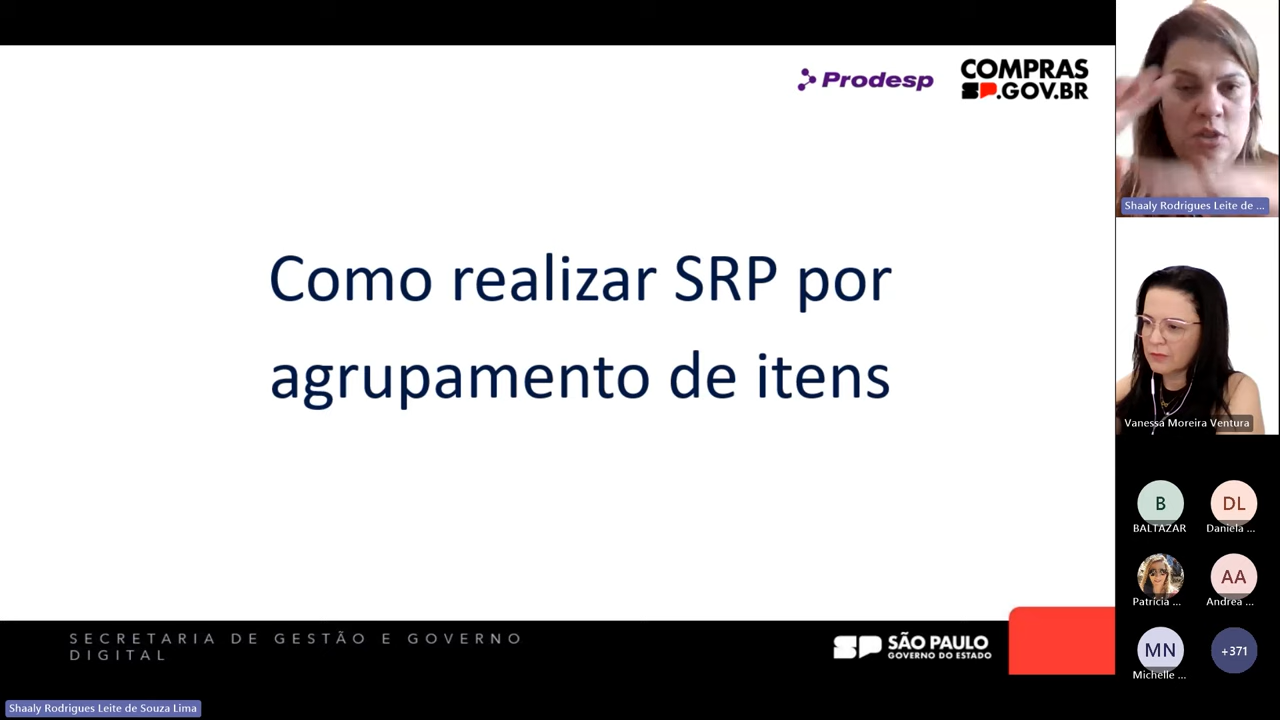 Prodesp
COMPRAS
SP.GOV.BR
Como realizar SRP por
agrupamento de itens
SECRETARIA DE GESTÃO E GOVERNO
DIGITAL
SP SÃO PAULO
GOVERNO DO ESTADO
Shaaly Rodrigues Leite de Souza Lima
Shaaly Rodrigues Leite de ...
Vanessa Moreira Ventura
B
BALTAZAR
DL
Daniela ...
Patrícia ...
AA
Andrea ...
MN
Michelle ...
+371